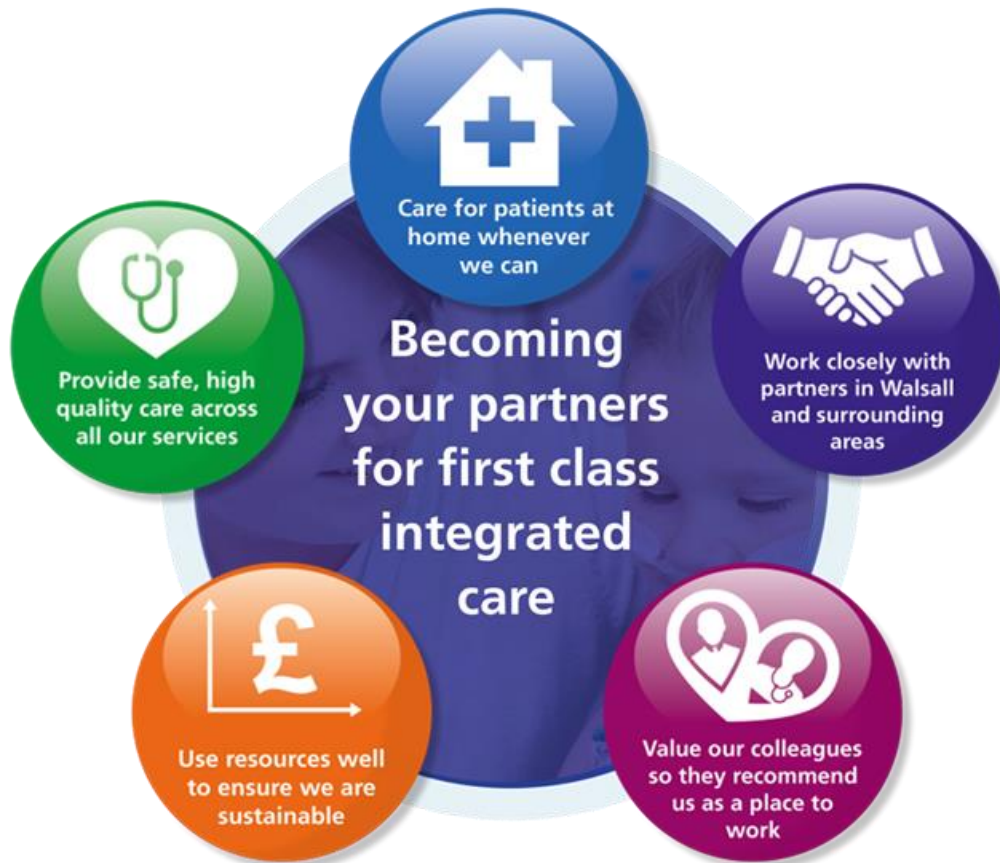 Care for patients at
home whenever
we can
Work closely with
partners in Walsall
and surrounding
areas
Value our colleagues
so they recommend
us as a place to
work
Use resources well
to ensure we are
sustainable
Provide safe, high
quality care across
all our services
Becoming
your partners
for first class
integrated
care
£